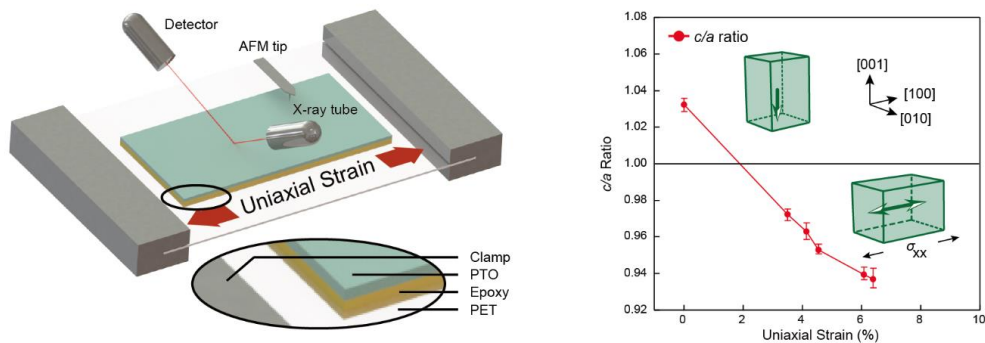 Detector
AFM tip
X-ray tube
Uniaxial Strain
Clamp
PTO
Epoxy
PET
1.08
1.06
1.04
1.02
1.00
0.98
0.96
0.94
0.92
c/a Ratio
c/a ratio
[001]
[100]
[010]
σxx
0 2 4 6 8 10
Uniaxial Strain (%)